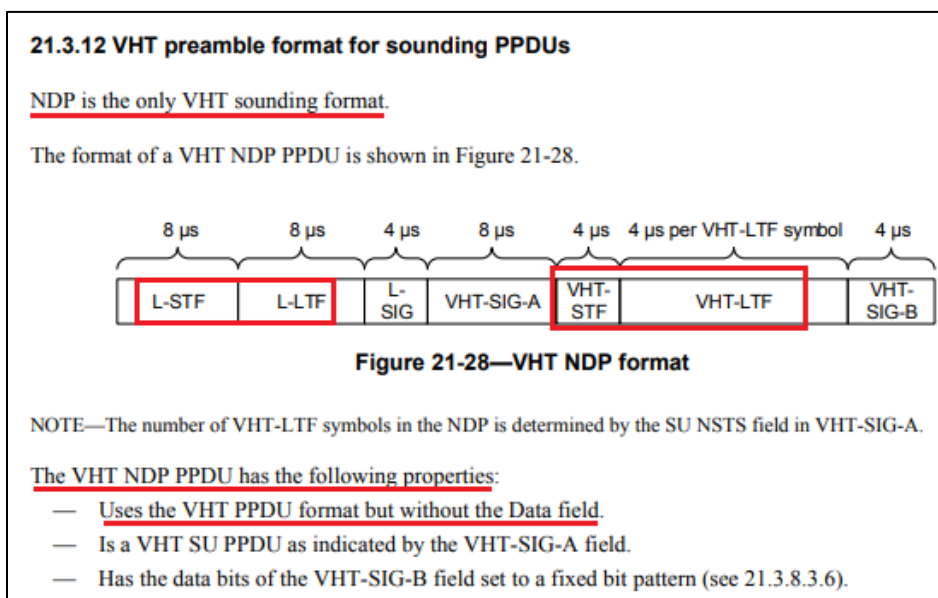 21.3.12 VHT preamble format for sounding PPDUs
NDP is the only VHT sounding format.
The format of a VHT NDP PPDU is shown in Figure 21-28.
8 µs 8 µs 4 µs 8 µs 4 µs 4 µs per VHT-LTF symbol 4 µs
L-STF L-LTF L-SIG VHT-SIG-A VHT-STF VHT-LTF VHT-SIG-B
Figure 21-28—VHT NDP format
NOTE—The number of VHT-LTF symbols in the NDP is determined by the SU NSTS field in VHT-SIG-A.
The VHT NDP PPDU has the following properties:
— Uses the VHT PPDU format but without the Data field.
— Is a VHT SU PPDU as indicated by the VHT-SIG-A field.
— Has the data bits of the VHT-SIG-B field set to a fixed bit pattern (see 21.3.8.3.6).